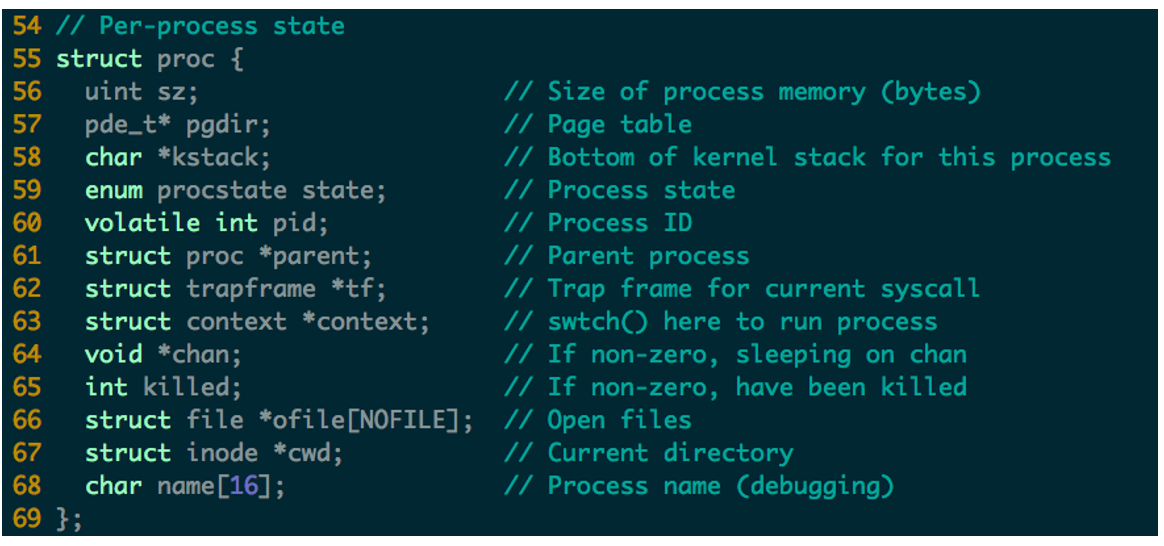 54 // Per-process state
55 struct proc {
56   uint sz;                     // Size of process memory (bytes)
57   pde_t* pgdir;                // Page table
58   char *kstack;                // Bottom of kernel stack for this process
59   enum procstate state;        // Process state
60   volatile int pid;            // Process ID
61   struct proc *parent;         // Parent process
62   struct trapframe *tf;        // Trap frame for current syscall
63   struct context *context;     // swtch() here to run process
64   void *chan;                  // If non-zero, sleeping on chan
65   int killed;                  // If non-zero, have been killed
66   struct file *ofile[NOFILE];  // Open files
67   struct inode *cwd;           // Current directory
68   char name[16];               // Process name (debugging)
69 };